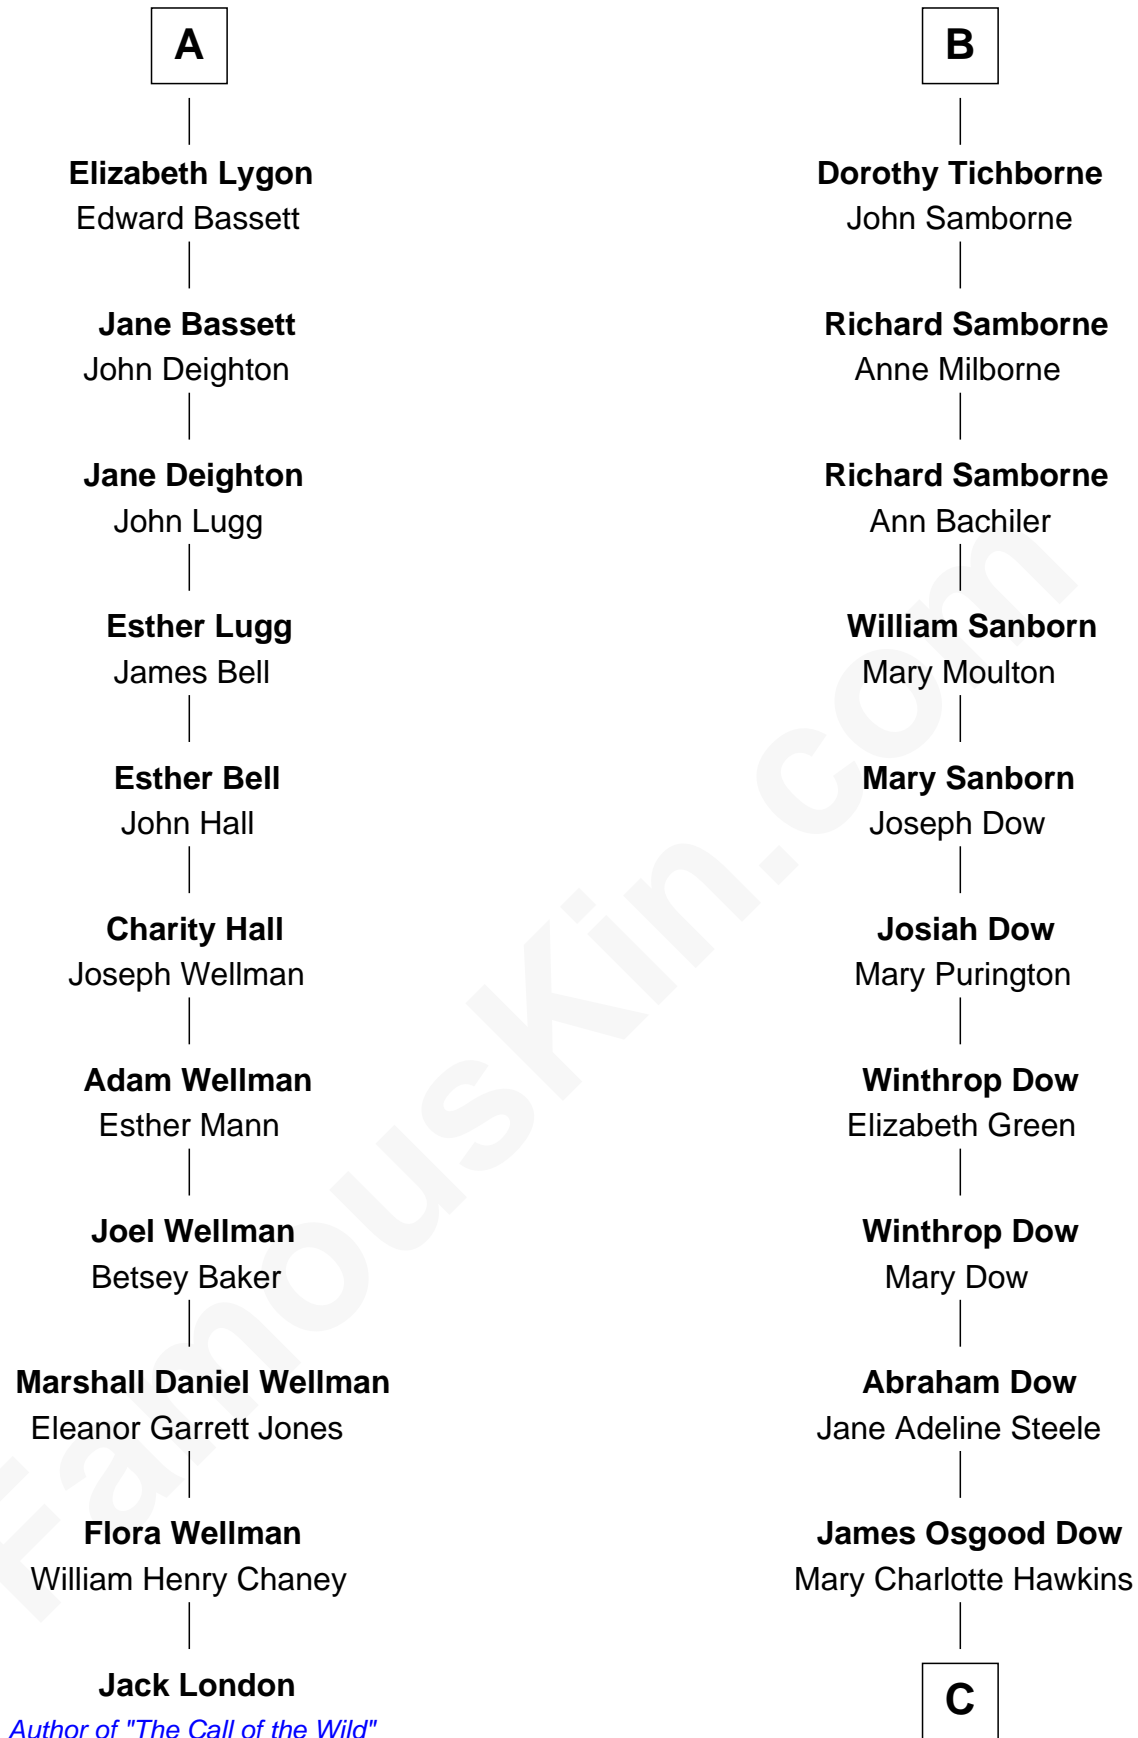 A
Elizabeth Lygon
Edward Bassett
Jane Bassett
John Deighton
Jane Deighton
John Lugg
Esther Lugg
James Bell
Esther Bell
John Hall
Charity Hall
Joseph Wellman
Adam Wellman
Esther Mann
Joel Wellman
Betsey Baker
Marshall Daniel Wellman
Eleanor Garrett Jones
Flora Wellman
William Henry Chaney
Jack London
Author of "The Call of the Wild"
B
Dorothy Tichborne
John Samborne
Richard Samborne
Anne Milborne
Richard Samborne
Ann Bachiler
William Sanborn
Mary Moulton
Mary Sanborn
Joseph Dow
Josiah Dow
Mary Purington
Winthrop Dow
Elizabeth Green
Winthrop Dow
Mary Dow
Abraham Dow
Jane Adeline Steele
James Osgood Dow
Mary Charlotte Hawkins
C
FamousKin.com